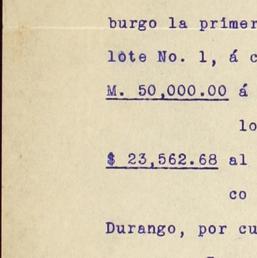 burgo la primer
lote No. 1, á c
M. 50,000.00 á
lo
$ 23,562.68 al
co
Durango, por cu